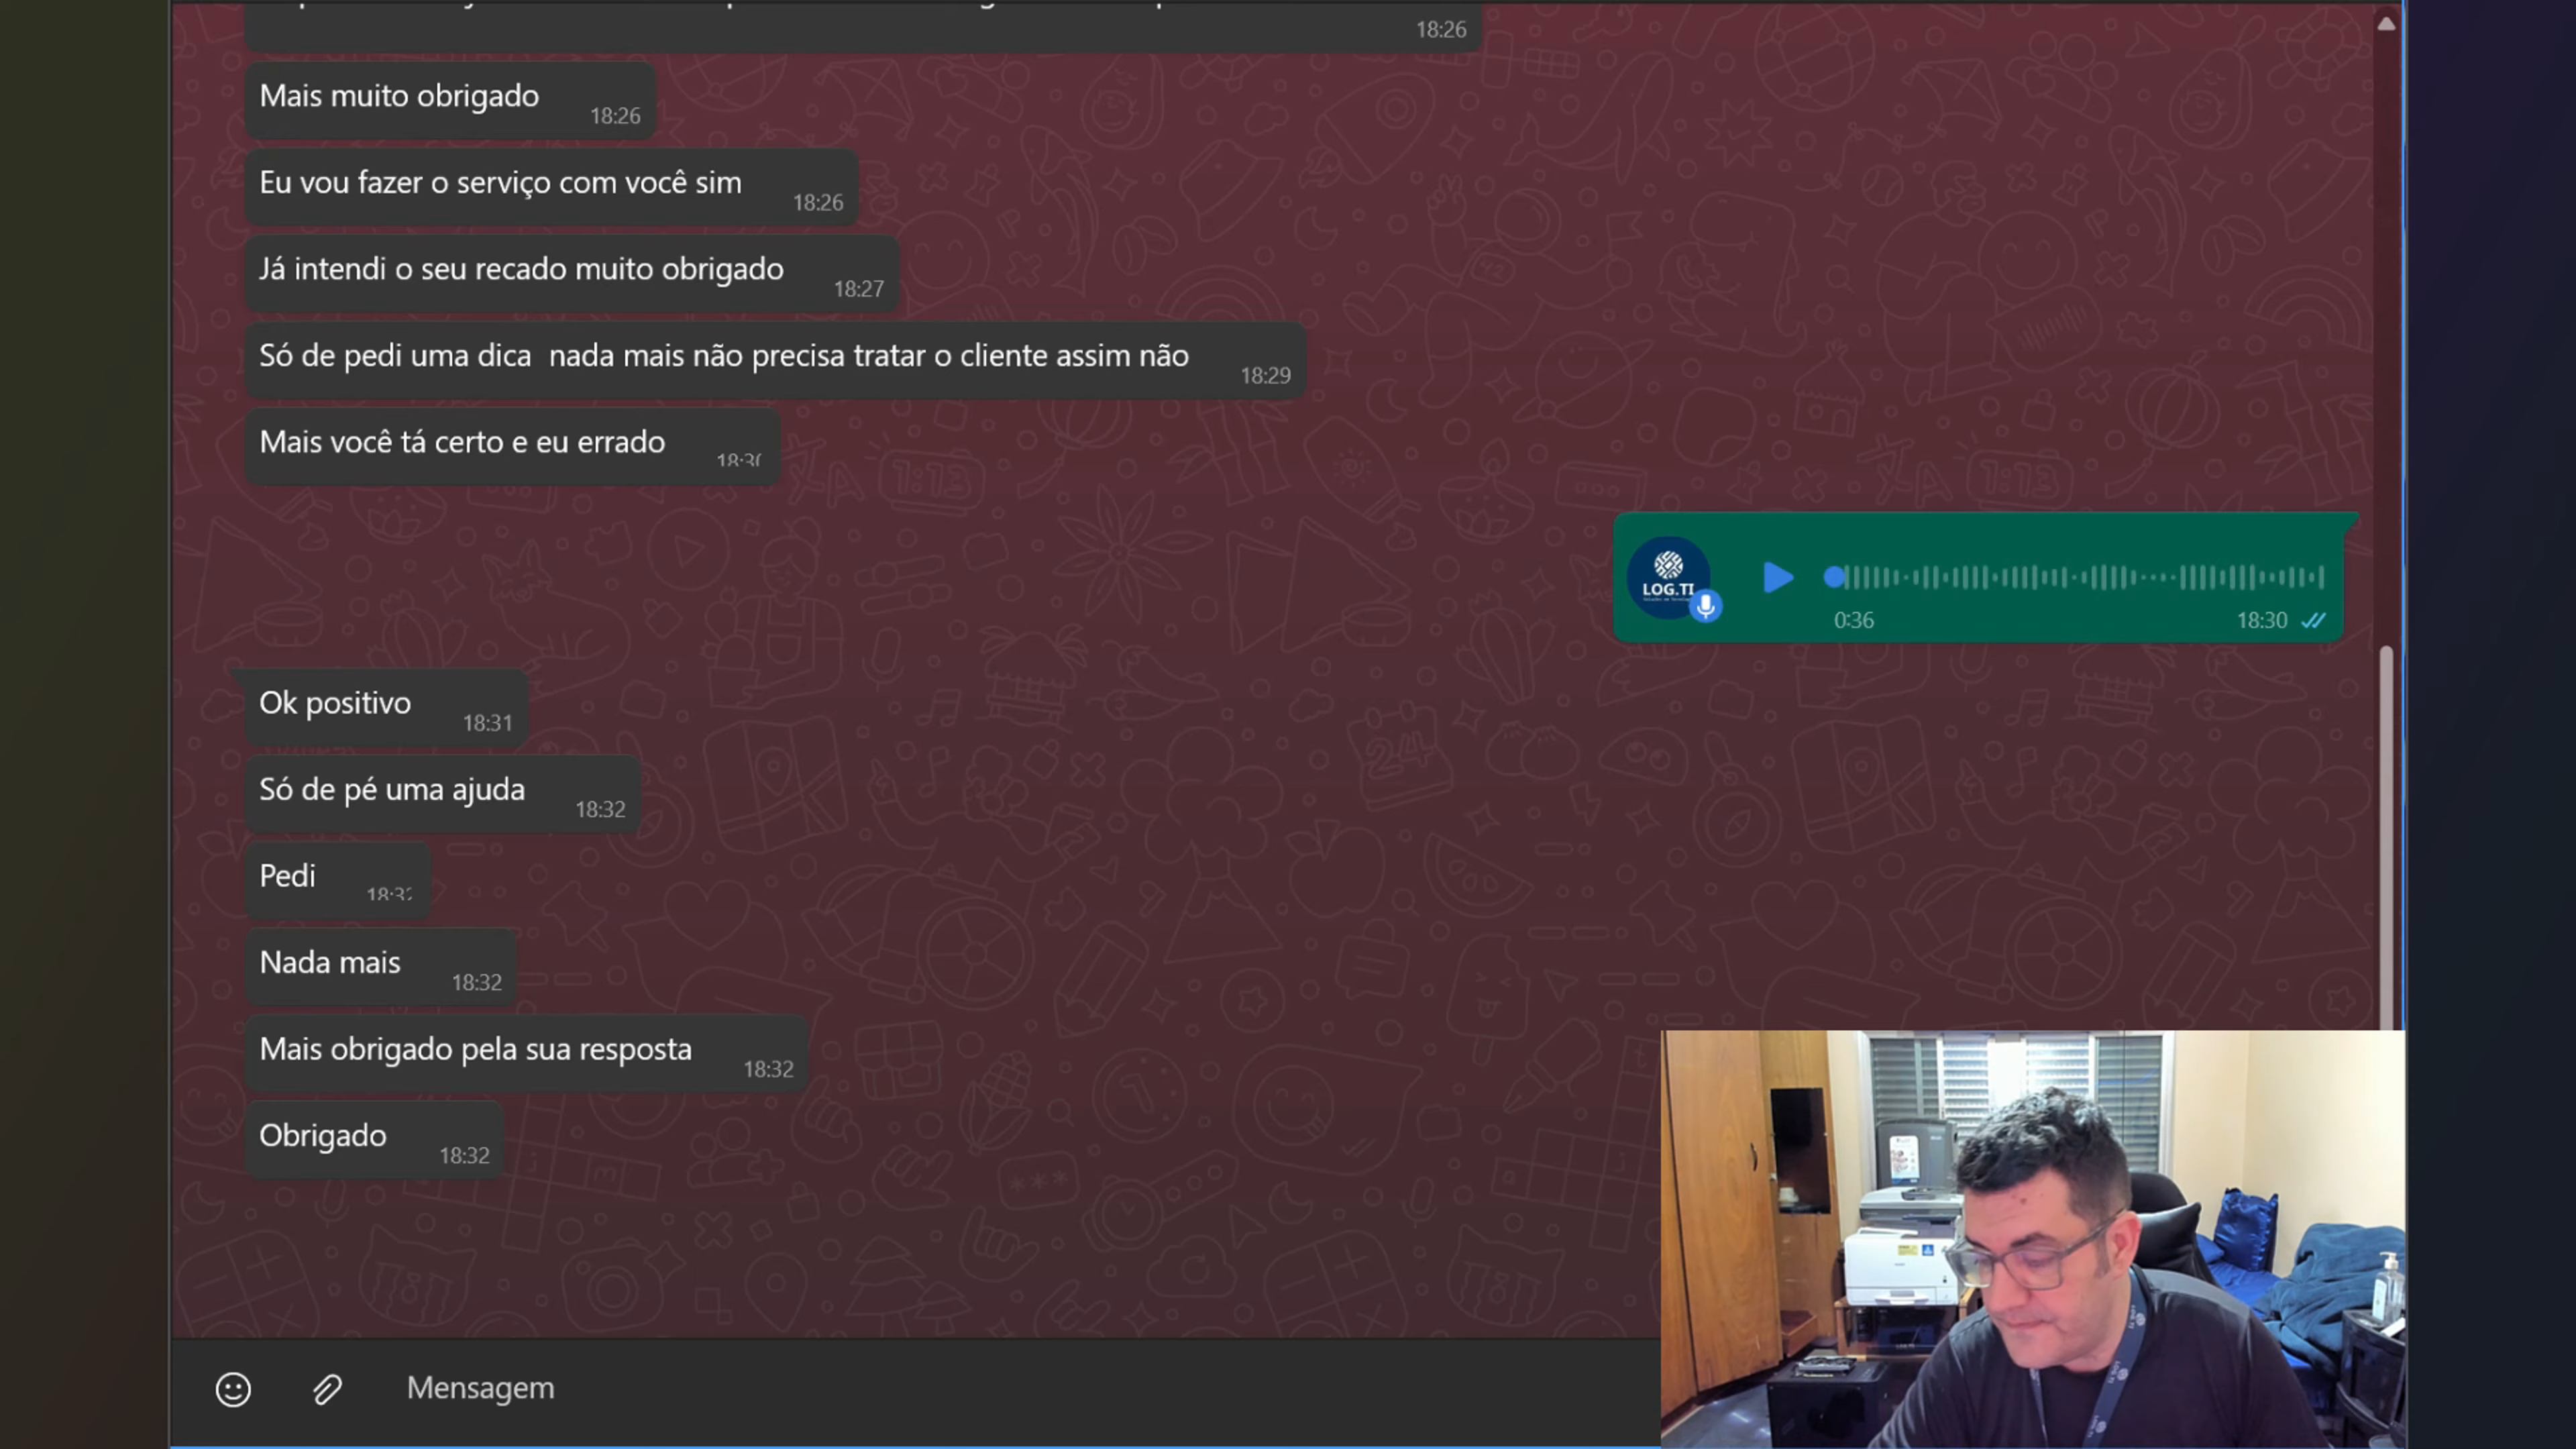 18:26
Mais muito obrigado 18:26
Eu vou fazer o serviço com você sim 18:26
Já intendi o seu recado muito obrigado 18:27
Só de pedi uma dica nada mais não precisa tratar o cliente assim não 18:29
Mais você tá certo e eu errado 18:30
LOG.TI
0:36 18:30
Ok positivo 18:31
Só de pé uma ajuda 18:32
Pedi 18:32
Nada mais 18:32
Mais obrigado pela sua resposta 18:32
Obrigado 18:32
Mensagem